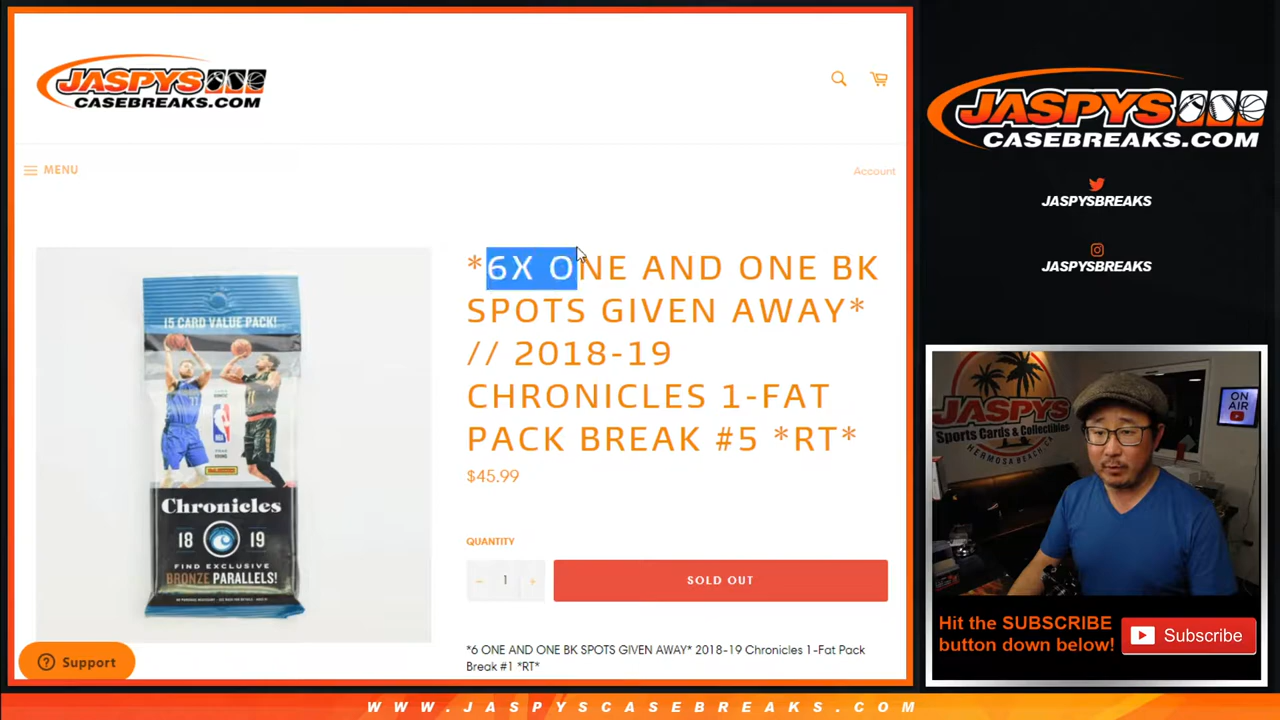 JASPYS
CASEBREAKS.COM
MENU
Account
15 CARD VALUE PACK!
NBA
Chronicles
18 19
FIND EXCLUSIVE
BRONZE PARALLELS!
*6X ONE AND ONE BK
SPOTS GIVEN AWAY*
// 2018-19
CHRONICLES 1-FAT
PACK BREAK #5 *RT*
$45.99
QUANTITY
− 1 +
SOLD OUT
*6 ONE AND ONE BK SPOTS GIVEN AWAY* 2018-19 Chronicles 1-Fat Pack
Break #1 *RT*
Support
JASPYS
CASEBREAKS.COM
JASPYSBREAKS
JASPYSBREAKS
JASPYS
Sports Cards & Collectibles
HERMOSA BEACH, CA
ON
AIR
Hit the SUBSCRIBE
button down below!
Subscribe
WWW.JASPYSCASEBREAKS.COM